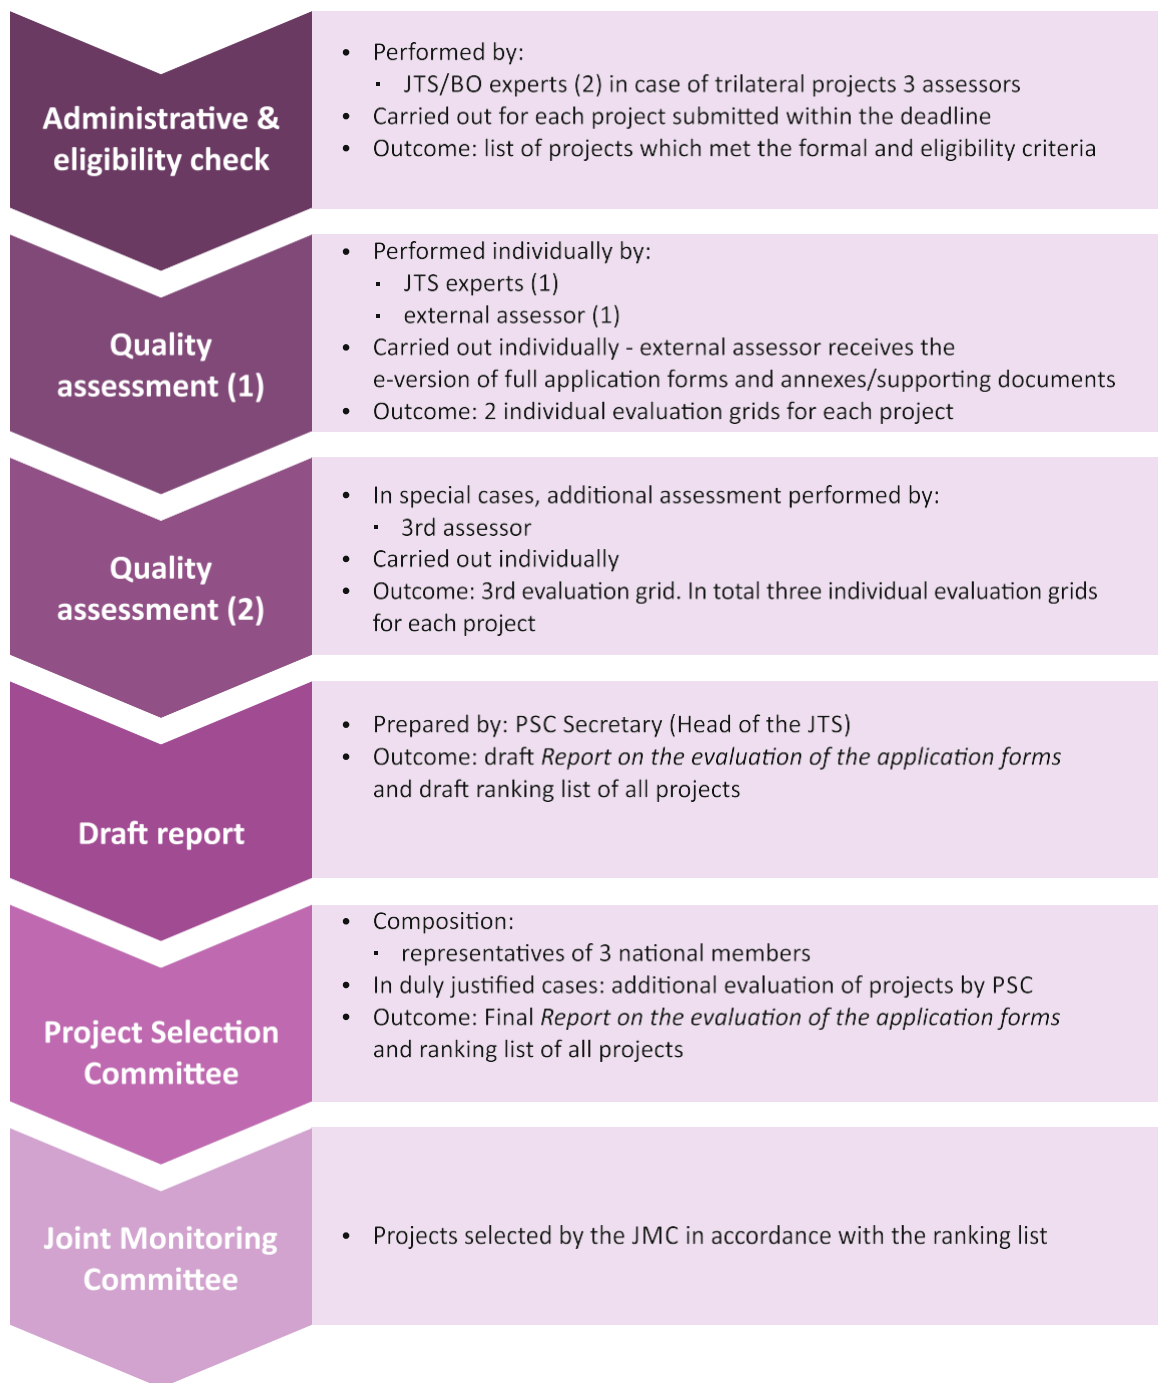 Administrative &
eligibility check
• Performed by:
▪ JTS/BO experts (2) in case of trilateral projects 3 assessors
• Carried out for each project submitted within the deadline
• Outcome: list of projects which met the formal and eligibility criteria
Quality
assessment (1)
• Performed individually by:
▪ JTS experts (1)
▪ external assessor (1)
• Carried out individually - external assessor receives the
e-version of full application forms and annexes/supporting documents
• Outcome: 2 individual evaluation grids for each project
Quality
assessment (2)
• In special cases, additional assessment performed by:
▪ 3rd assessor
• Carried out individually
• Outcome: 3rd evaluation grid. In total three individual evaluation grids
for each project
Draft report
• Prepared by: PSC Secretary (Head of the JTS)
• Outcome: draft Report on the evaluation of the application forms
and draft ranking list of all projects
Project Selection
Committee
• Composition:
▪ representatives of 3 national members
• In duly justified cases: additional evaluation of projects by PSC
• Outcome: Final Report on the evaluation of the application forms
and ranking list of all projects
Joint Monitoring
Committee
• Projects selected by the JMC in accordance with the ranking list